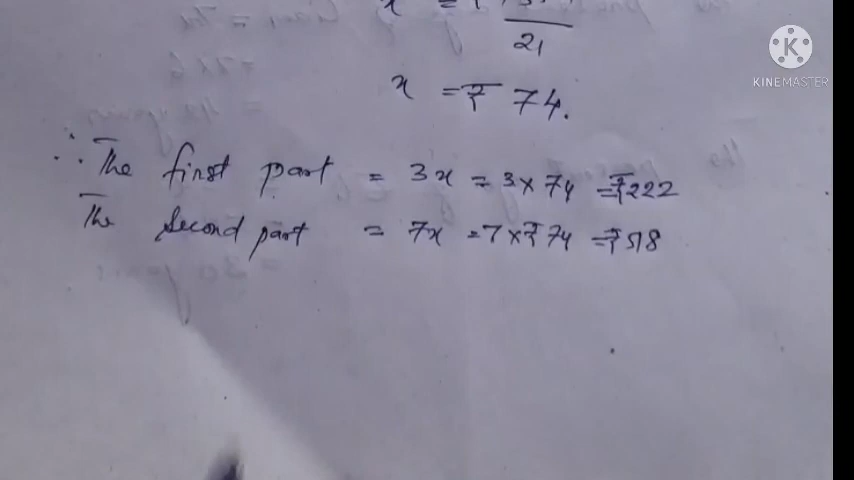 x =
21
x = ₹ 74.
∴ The first part = 3x = 3 × 74 = ₹222
The Second part = 7x = 7 × ₹ 74 = ₹ 518
K
KINEMASTER